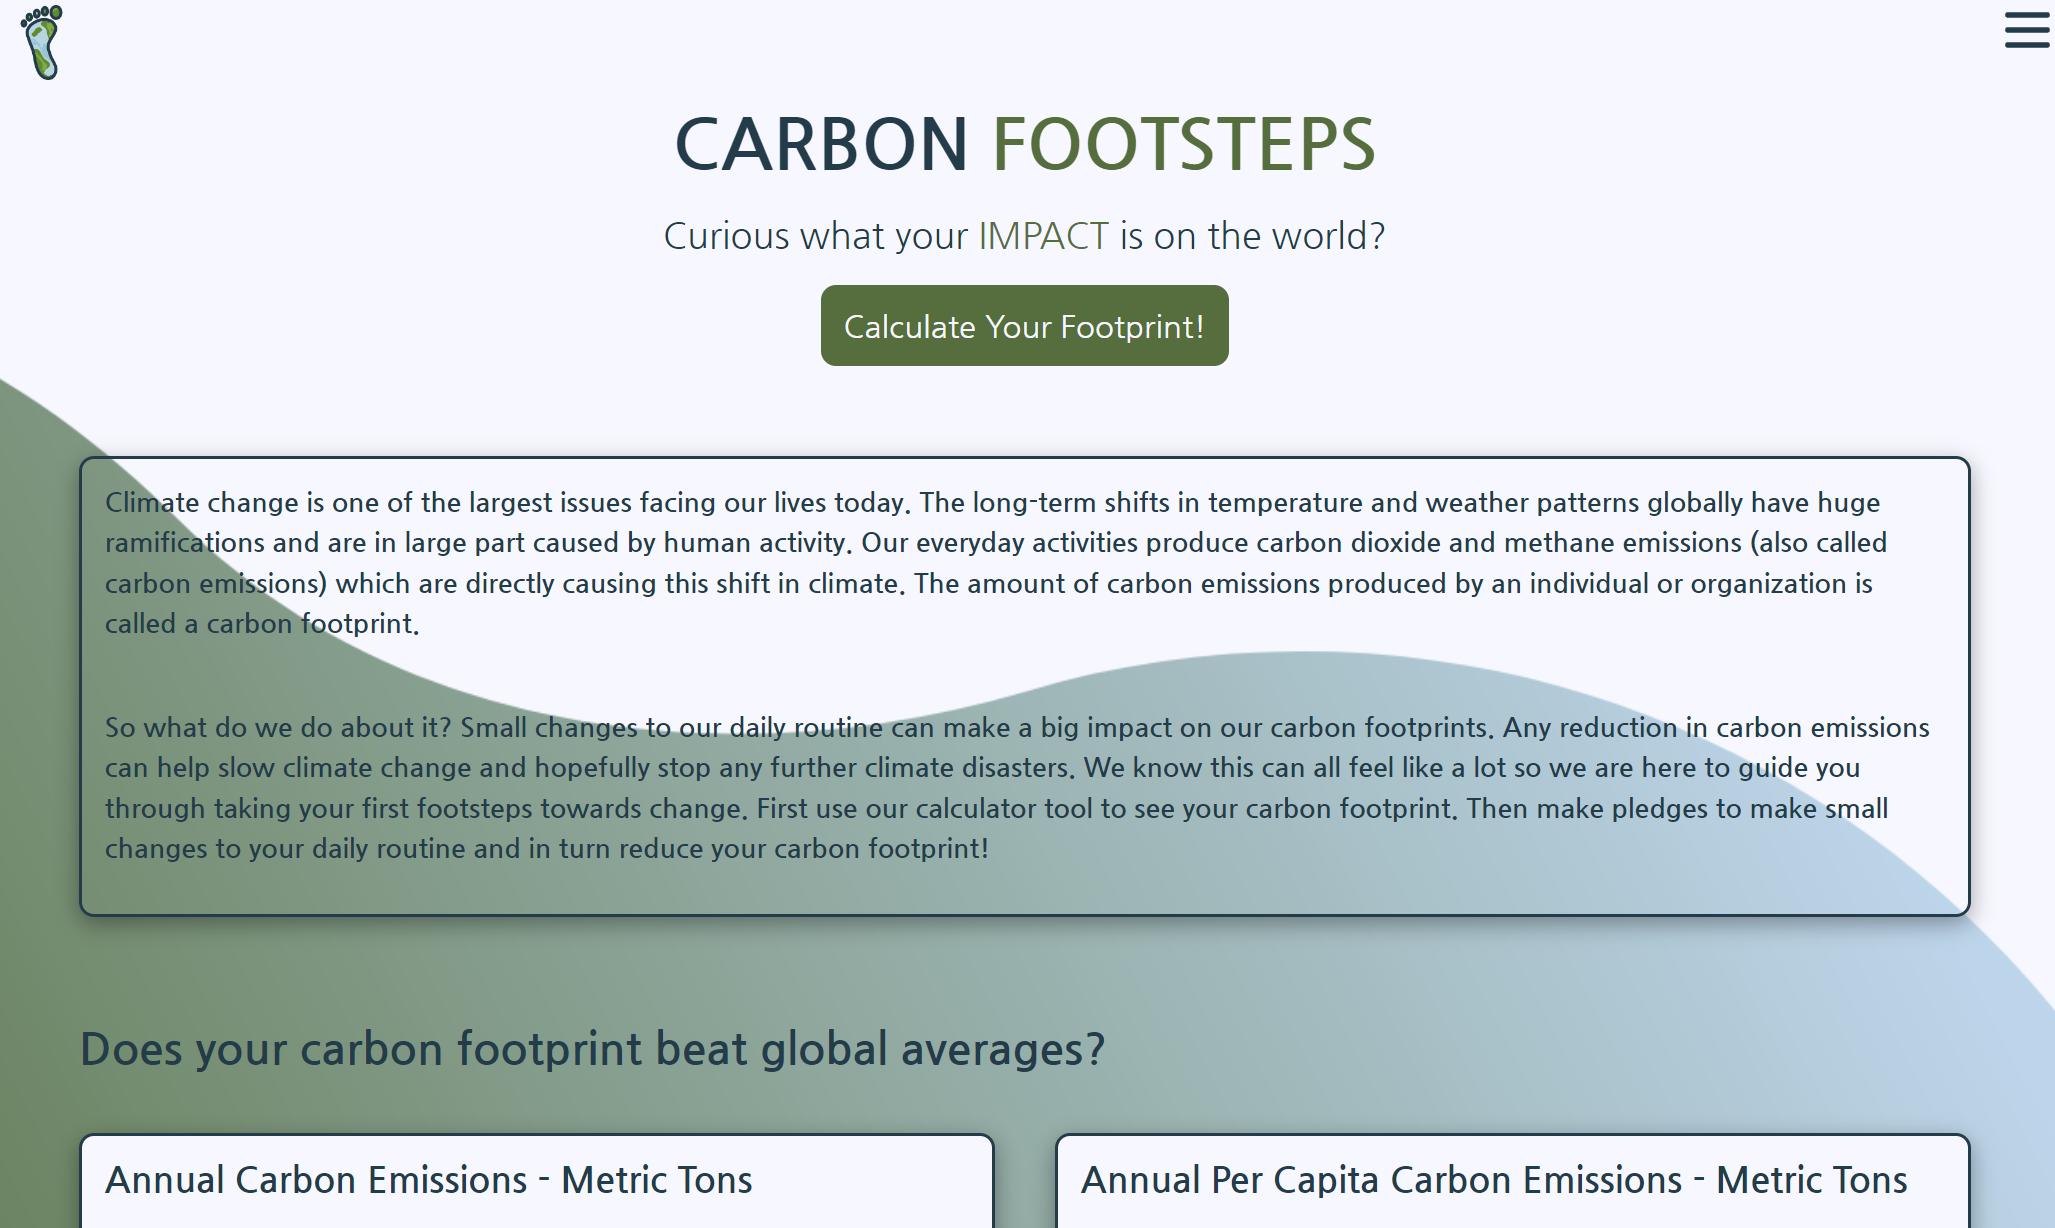 CARBON FOOTSTEPS
Curious what your IMPACT is on the world?
Calculate Your Footprint!
Climate change is one of the largest issues facing our lives today. The long-term shifts in temperature and weather patterns globally have huge
ramifications and are in large part caused by human activity. Our everyday activities produce carbon dioxide and methane emissions (also called
carbon emissions) which are directly causing this shift in climate. The amount of carbon emissions produced by an individual or organization is
called a carbon footprint.
So what do we do about it? Small changes to our daily routine can make a big impact on our carbon footprints. Any reduction in carbon emissions
can help slow climate change and hopefully stop any further climate disasters. We know this can all feel like a lot so we are here to guide you
through taking your first footsteps towards change. First use our calculator tool to see your carbon footprint. Then make pledges to make small
changes to your daily routine and in turn reduce your carbon footprint!
Does your carbon footprint beat global averages?
Annual Carbon Emissions - Metric Tons
Annual Per Capita Carbon Emissions - Metric Tons